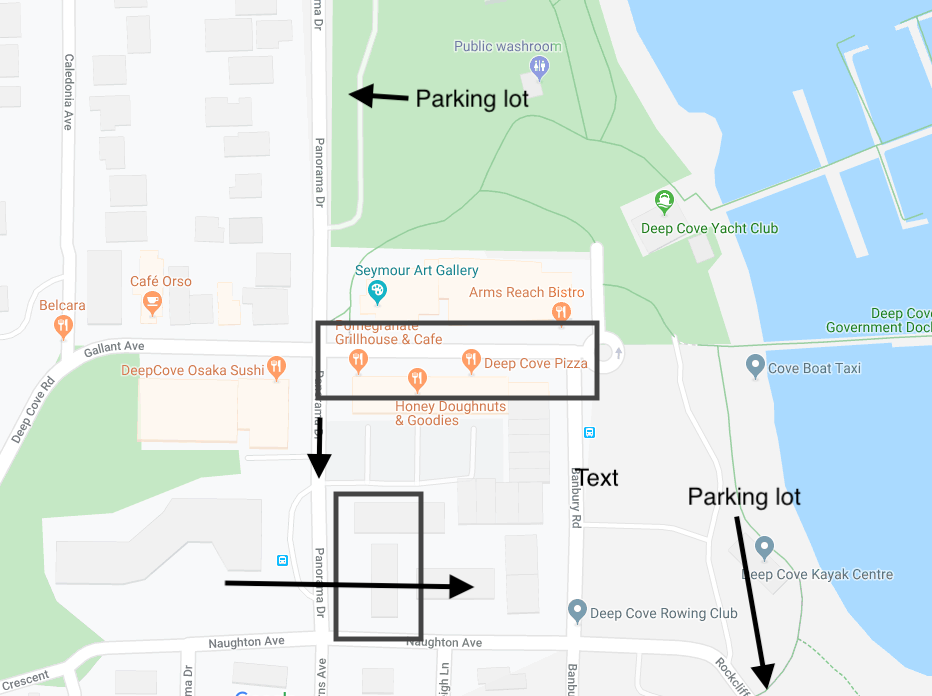 ma Dr
Public washroom
Caledonia Ave
Parking lot
Panorama Dr
Deep Cove Yacht Club
Seymour Art Gallery
Café Orso
Arms Reach Bistro
Belcara
Deep Cove
Government Dock
Pomegranate
Grillhouse & Cafe
Gallant Ave
DeepCove Osaka Sushi
Deep Cove Pizza
Cove Boat Taxi
Deep Cove Rd
Panorama Dr
Honey Doughnuts
& Goodies
Text
Banbury Rd
Parking lot
Panorama Dr
Deep Cove Kayak Centre
Deep Cove Rowing Club
Naughton Ave
Naughton Ave
Crescent
ma Dr
ns Ave
igh Ln
Banb
Rockcliff